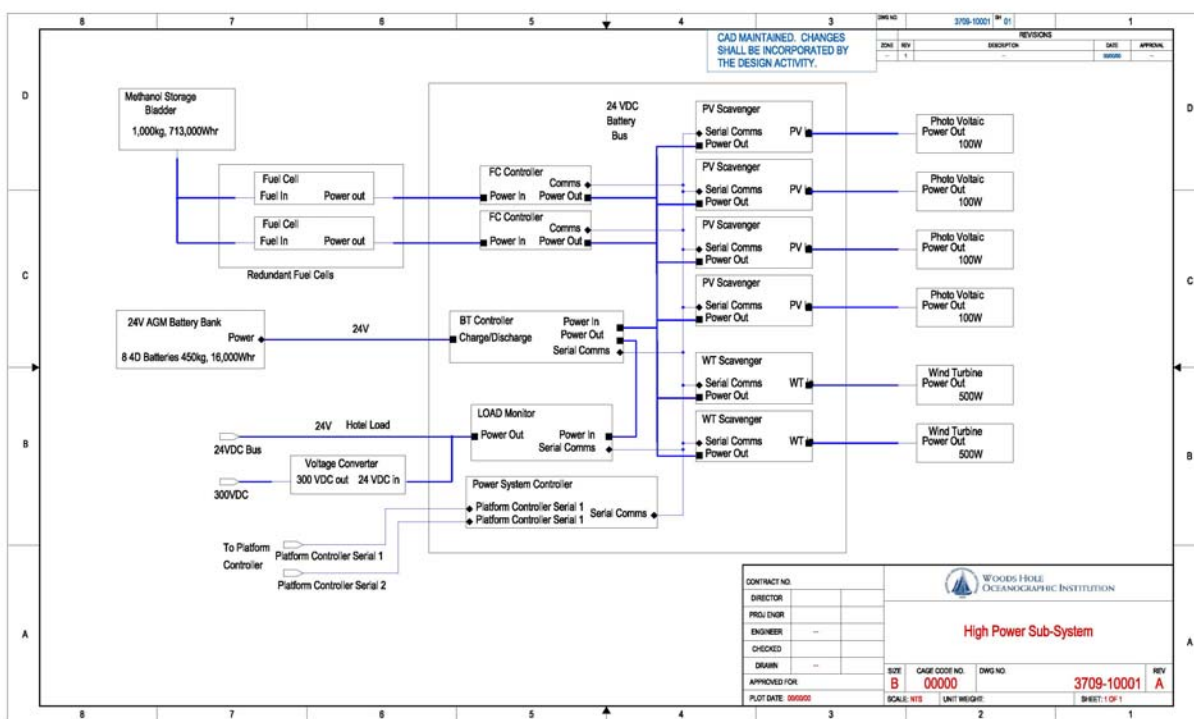 8 7 6 5 4 3 2 1
DWG NO. 3709-10001 SH 01
REVISIONS
ZONE REV DESCRIPTION DATE APPROVAL
-- 1 -- 00/00/00 --
CAD MAINTAINED. CHANGES
SHALL BE INCORPORATED BY
THE DESIGN ACTIVITY.
D
D
Methanol Storage
Bladder
1,000kg, 713,000Whr
24 VDC
Battery
Bus
PV Scavenger
Serial Comms PV
Power Out
Photo Voltaic
Power Out
100W
Fuel Cell
Fuel In Power out
FC Controller
Comms
Power In Power Out
PV Scavenger
Serial Comms PV
Power Out
Photo Voltaic
Power Out
100W
Fuel Cell
Fuel In Power out
FC Controller
Comms
Power In Power Out
PV Scavenger
Serial Comms PV
Power Out
Photo Voltaic
Power Out
100W
Redundant Fuel Cells
C
C
PV Scavenger
Serial Comms PV
Power Out
Photo Voltaic
Power Out
100W
24V AGM Battery Bank
Power
8 4D Batteries 450kg, 16,000Whr
24V
BT Controller
Power In
Power Out
Charge/Discharge
Serial Comms
WT Scavenger
Serial Comms WT
Power Out
Wind Turbine
Power Out
500W
LOAD Monitor
Power Out Power In
Serial Comms
WT Scavenger
Serial Comms WT
Power Out
Wind Turbine
Power Out
500W
24V Hotel Load
24VDC Bus
B
B
Voltage Converter
300 VDC out 24 VDC in
300VDC
Power System Controller
Platform Controller Serial 1
Platform Controller Serial 1
Serial Comms
To Platform
Controller
Platform Controller Serial 1
Platform Controller Serial 2
A
A
CONTRACT NO.
DIRECTOR
PROJ ENGR
ENGINEER --
CHECKED
DRAWN --
APPROVED FOR
PLOT DATE: 00/00/00
WOODS HOLE
OCEANOGRAPHIC INSTITUTION
High Power Sub-System
SIZE CAGE CODE NO. DWG NO. REV
B 00000 3709-10001 A
SCALE: NTS UNIT WEIGHT: SHEET: 1 OF 1
8 7 6 5 4 3 2 1